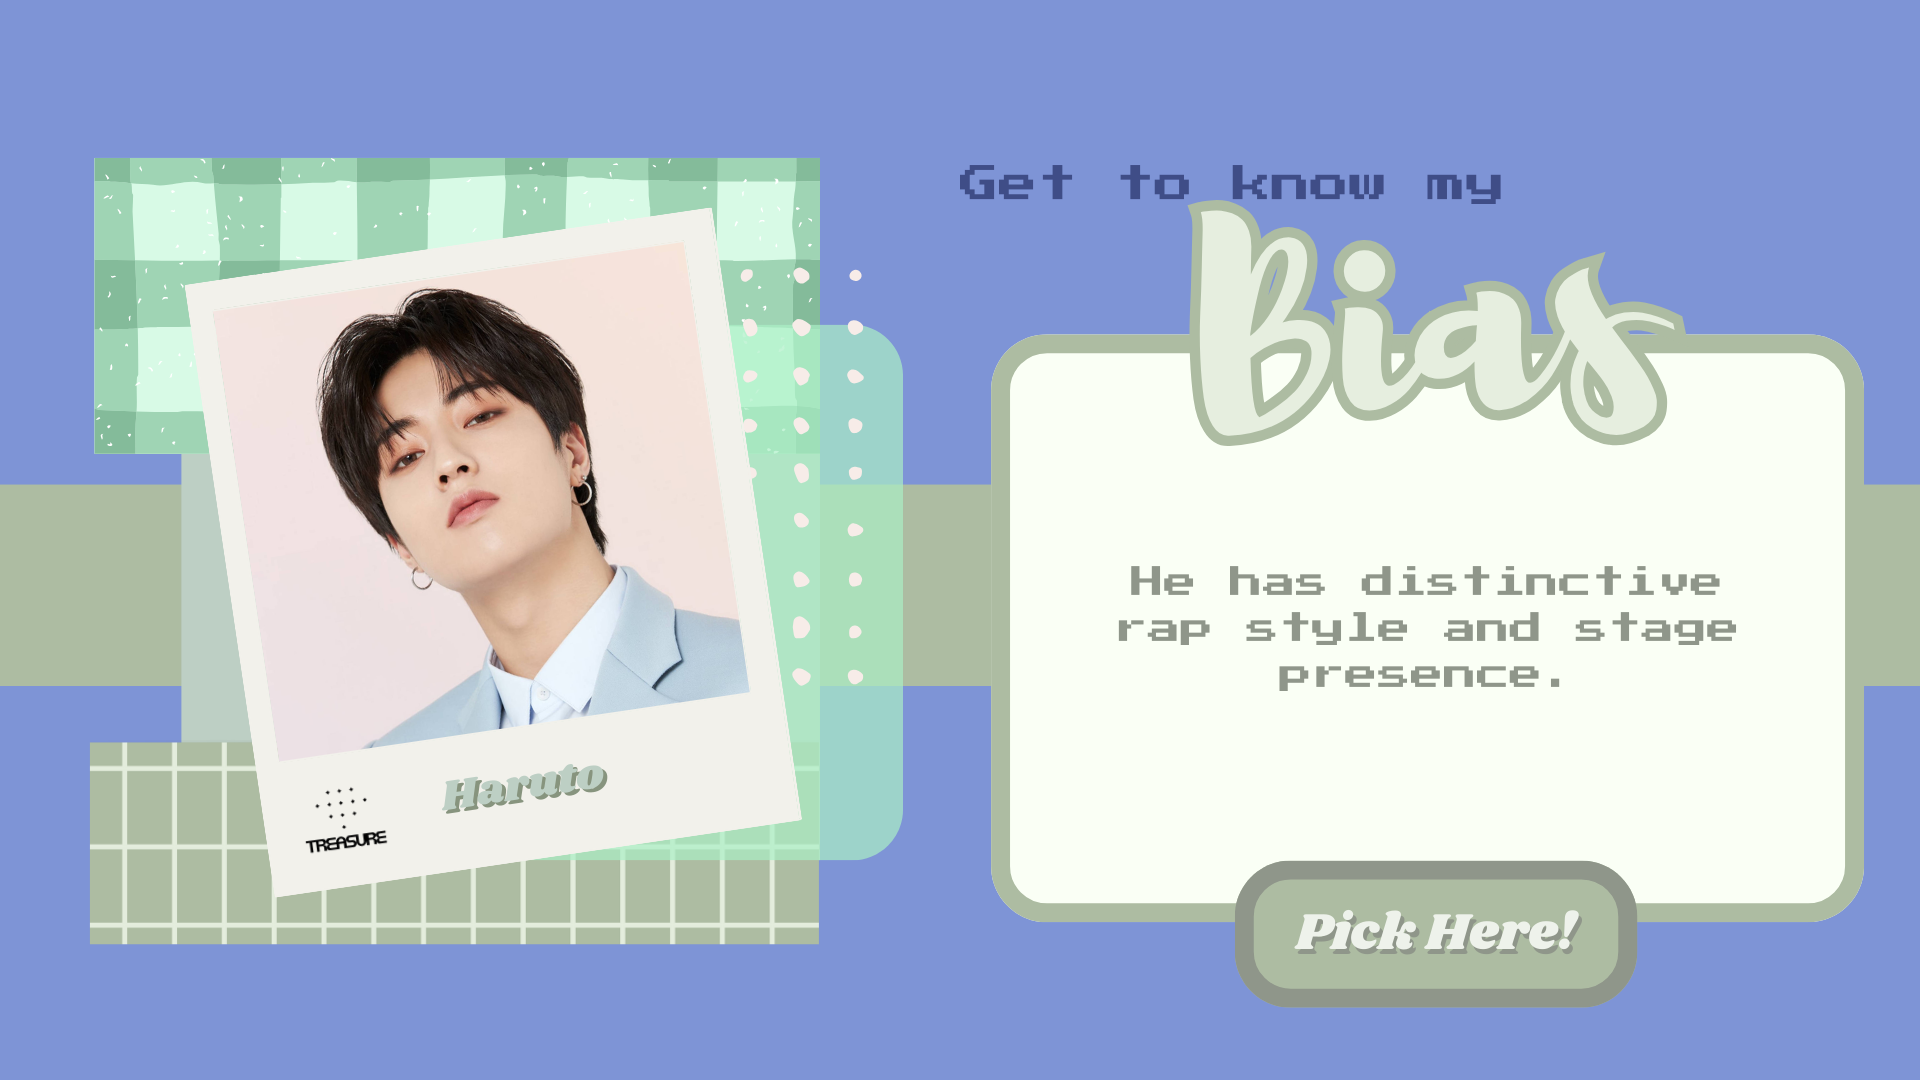 Get to know my
Bias
He has distinctive
rap style and stage
presence.
Haruto
TREASURE
Pick Here!